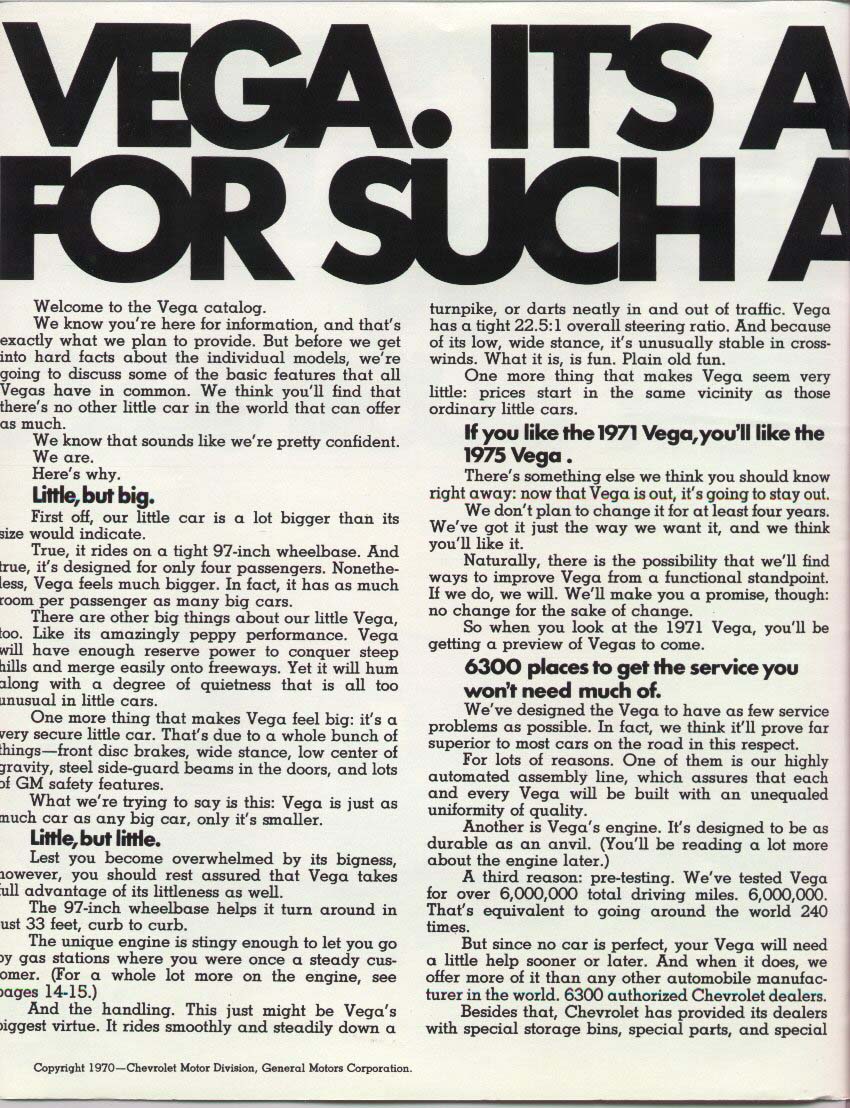 VEGA. IT'S A
FOR SUCH A
Welcome to the Vega catalog.
We know you're here for information, and that's
exactly what we plan to provide. But before we get
into hard facts about the individual models, we're
going to discuss some of the basic features that all
Vegas have in common. We think you'll find that
there's no other little car in the world that can offer
as much.
We know that sounds like we're pretty confident.
We are.
Here's why.
Little, but big.
First off, our little car is a lot bigger than its
size would indicate.
True, it rides on a tight 97-inch wheelbase. And
true, it's designed for only four passengers. Nonethe-
less, Vega feels much bigger. In fact, it has as much
room per passenger as many big cars.
There are other big things about our little Vega,
too. Like its amazingly peppy performance. Vega
will have enough reserve power to conquer steep
hills and merge easily onto freeways. Yet it will hum
along with a degree of quietness that is all too
unusual in little cars.
One more thing that makes Vega feel big: it's a
very secure little car. That's due to a whole bunch of
things—front disc brakes, wide stance, low center of
gravity, steel side-guard beams in the doors, and lots
of GM safety features.
What we're trying to say is this: Vega is just as
much car as any big car, only it's smaller.
Little, but little.
Lest you become overwhelmed by its bigness,
however, you should rest assured that Vega takes
full advantage of its littleness as well.
The 97-inch wheelbase helps it turn around in
just 33 feet, curb to curb.
The unique engine is stingy enough to let you go
by gas stations where you were once a steady cus-
tomer. (For a whole lot more on the engine, see
pages 14-15.)
And the handling. This just might be Vega's
biggest virtue. It rides smoothly and steadily down a
turnpike, or darts neatly in and out of traffic. Vega
has a tight 22.5:1 overall steering ratio. And because
of its low, wide stance, it's unusually stable in cross-
winds. What it is, is fun. Plain old fun.
One more thing that makes Vega seem very
little: prices start in the same vicinity as those
ordinary little cars.
If you like the 1971 Vega, you'll like the
1975 Vega .
There's something else we think you should know
right away: now that Vega is out, it's going to stay out.
We don't plan to change it for at least four years.
We've got it just the way we want it, and we think
you'll like it.
Naturally, there is the possibility that we'll find
ways to improve Vega from a functional standpoint.
If we do, we will. We'll make you a promise, though:
no change for the sake of change.
So when you look at the 1971 Vega, you'll be
getting a preview of Vegas to come.
6300 places to get the service you
won't need much of.
We've designed the Vega to have as few service
problems as possible. In fact, we think it'll prove far
superior to most cars on the road in this respect.
For lots of reasons. One of them is our highly
automated assembly line, which assures that each
and every Vega will be built with an unequaled
uniformity of quality.
Another is Vega's engine. It's designed to be as
durable as an anvil. (You'll be reading a lot more
about the engine later.)
A third reason: pre-testing. We've tested Vega
for over 6,000,000 total driving miles. 6,000,000.
That's equivalent to going around the world 240
times.
But since no car is perfect, your Vega will need
a little help sooner or later. And when it does, we
offer more of it than any other automobile manufac-
turer in the world. 6300 authorized Chevrolet dealers.
Besides that, Chevrolet has provided its dealers
with special storage bins, special parts, and special
Copyright 1970—Chevrolet Motor Division, General Motors Corporation.